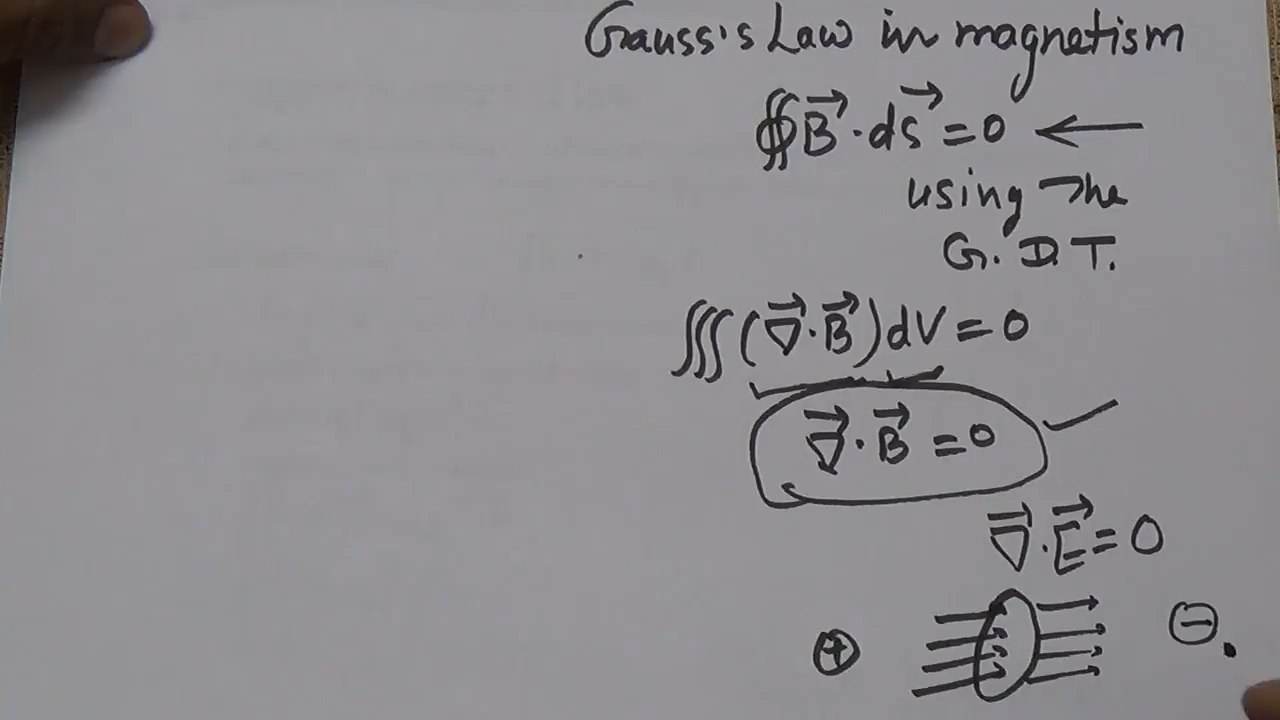 Gauss's Law in magnetism
∯B⃗·ds⃗ = 0 ←
using the
G.D.T.
∭(∇⃗·B⃗)dV = 0
∇⃗·B⃗ = 0
∇⃗·E⃗ = 0
⊕ ⊖